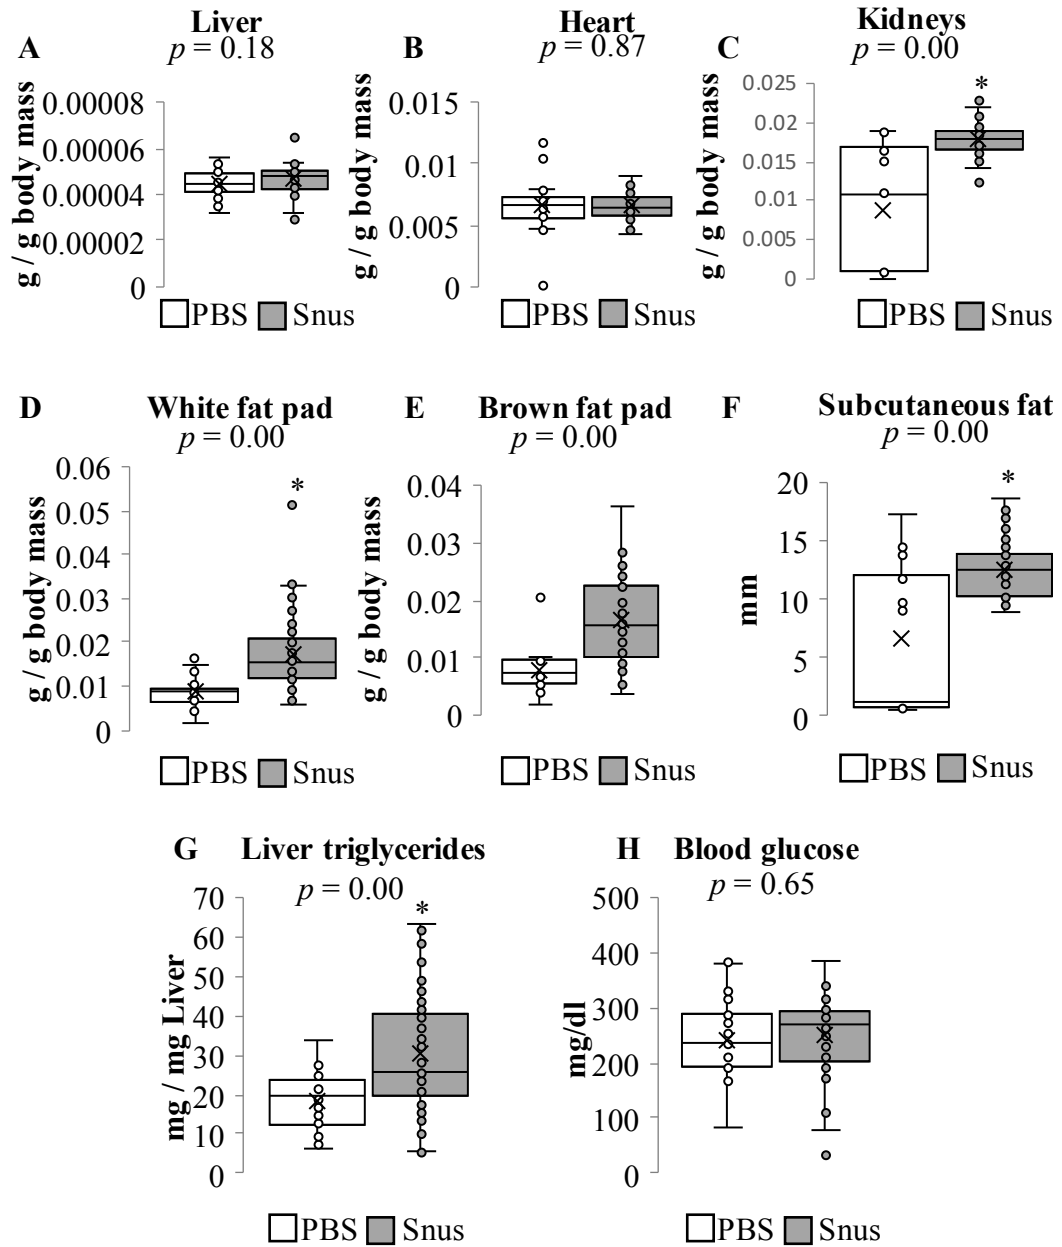 A
Liver
p = 0.18
g / g body mass
0.00008
0.00006
0.00004
0.00002
0
PBS Snus
B
Heart
p = 0.87
g / g body mass
0.015
0.01
0.005
0
PBS Snus
C
Kidneys
p = 0.00
g / g body mass
0.025
0.02
0.015
0.01
0.005
0
*
PBS Snus
D
White fat pad
p = 0.00
g / g body mass
0.06
0.05
0.04
0.03
0.02
0.01
0
*
PBS Snus
E
Brown fat pad
p = 0.00
g / g body mass
0.04
0.03
0.02
0.01
0
PBS Snus
F
Subcutaneous fat
p = 0.00
mm
20
15
10
5
0
*
PBS Snus
G
Liver triglycerides
p = 0.00
mg / mg Liver
70
60
50
40
30
20
10
0
*
PBS Snus
H
Blood glucose
p = 0.65
mg/dl
500
400
300
200
100
0
PBS Snus